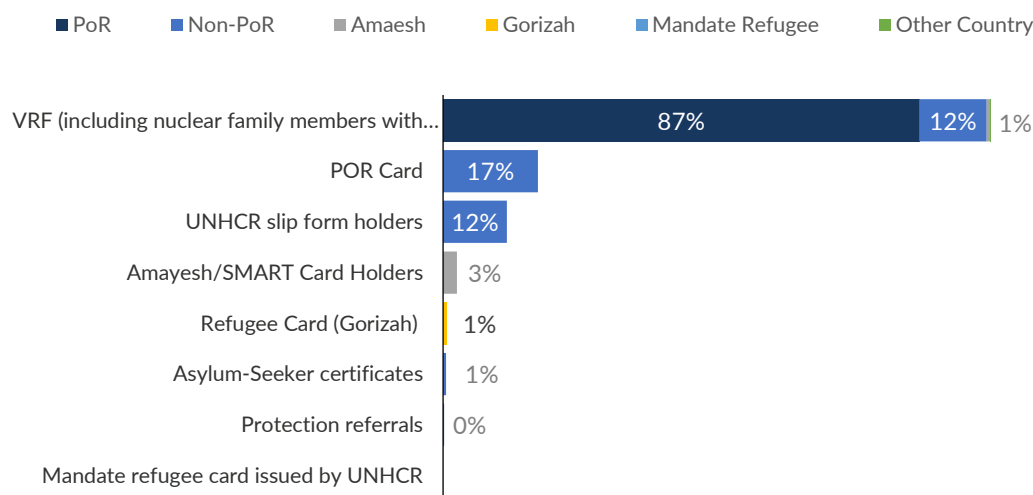 PoR Non-PoR Amaesh Gorizah Mandate Refugee Other Country
VRF (including nuclear family members with... 87% 12% 1%
POR Card 17%
UNHCR slip form holders 12%
Amayesh/SMART Card Holders 3%
Refugee Card (Gorizah) 1%
Asylum-Seeker certificates 1%
Protection referrals 0%
Mandate refugee card issued by UNHCR